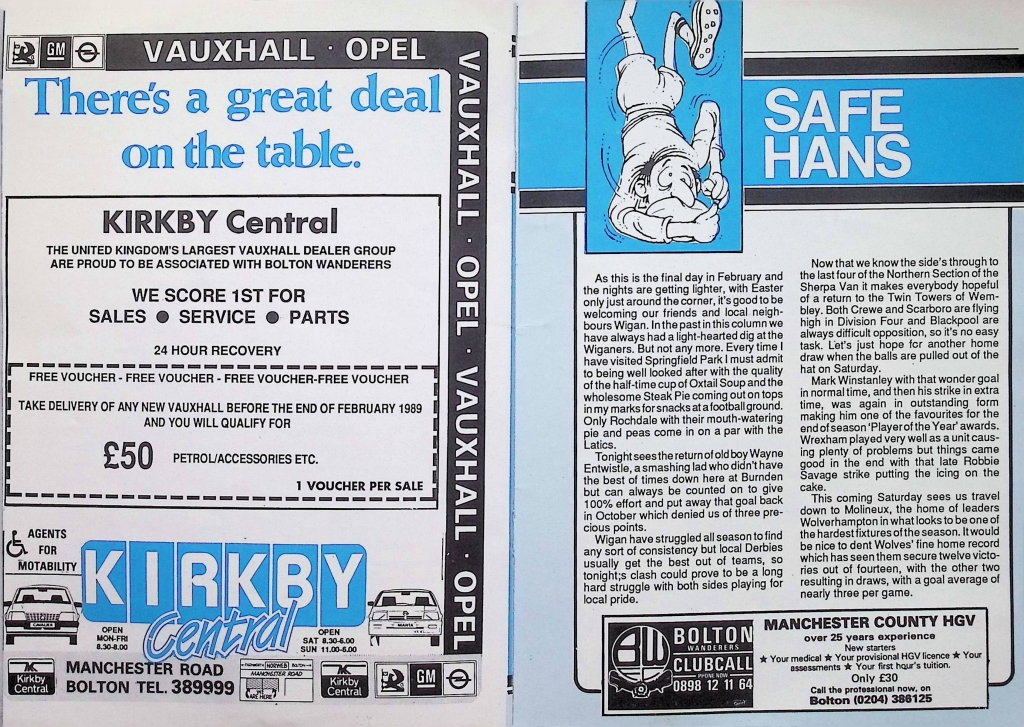 GM
VAUXHALL · OPEL
VAUXHALL · OPEL · VAUXHALL · OPEL
There's a great deal
on the table.
KIRKBY Central
THE UNITED KINGDOM'S LARGEST VAUXHALL DEALER GROUP
ARE PROUD TO BE ASSOCIATED WITH BOLTON WANDERERS
WE SCORE 1ST FOR
SALES ● SERVICE ● PARTS
24 HOUR RECOVERY
FREE VOUCHER - FREE VOUCHER - FREE VOUCHER-FREE VOUCHER
TAKE DELIVERY OF ANY NEW VAUXHALL BEFORE THE END OF FEBRUARY 1989
AND YOU WILL QUALIFY FOR
£50 PETROL/ACCESSORIES ETC.
1 VOUCHER PER SALE
AGENTS
FOR
MOTABILITY
KIRKBY
Central
CAVALIER
OPEN
MON-FRI
8.30-8.00
OPEN
SAT 8.30-6.00
SUN 11.00-6.00
MANTA
Kirkby
Central
MANCHESTER ROAD
BOLTON TEL. 389999
FARNWORTH NORWEB BOLTON
MANCHESTER ROAD
WE ARE HERE
Kirkby
Central
GM
SAFE
HANS
As this is the final day in February and
the nights are getting lighter, with Easter
only just around the corner, it's good to be
welcoming our friends and local neigh-
bours Wigan. In the past in this column we
have always had a light-hearted dig at the
Wiganers. But not any more. Every time I
have visited Springfield Park I must admit
to being well looked after with the quality
of the half-time cup of Oxtail Soup and the
wholesome Steak Pie coming out on tops
in my marks for snacks at a football ground.
Only Rochdale with their mouth-watering
pie and peas come in on a par with the
Latics.
Tonight sees the return of old boy Wayne
Entwistle, a smashing lad who didn't have
the best of times down here at Burnden
but can always be counted on to give
100% effort and put away that goal back
in October which denied us of three pre-
cious points.
Wigan have struggled all season to find
any sort of consistency but local Derbies
usually get the best out of teams, so
tonight;s clash could prove to be a long
hard struggle with both sides playing for
local pride.
Now that we know the side's through to
the last four of the Northern Section of the
Sherpa Van it makes everybody hopeful
of a return to the Twin Towers of Wem-
bley. Both Crewe and Scarboro are flying
high in Division Four and Blackpool are
always difficult opposition, so it's no easy
task. Let's just hope for another home
draw when the balls are pulled out of the
hat on Saturday.
Mark Winstanley with that wonder goal
in normal time, and then his strike in extra
time, was again in outstanding form
making him one of the favourites for the
end of season 'Player of the Year' awards.
Wrexham played very well as a unit caus-
ing plenty of problems but things came
good in the end with that late Robbie
Savage strike putting the icing on the
cake.
This coming Saturday sees us travel
down to Molineux, the home of leaders
Wolverhampton in what looks to be one of
the hardest fixtures of the season. It would
be nice to dent Wolves' fine home record
which has seen them secure twelve victo-
ries out of fourteen, with the other two
resulting in draws, with a goal average of
nearly three per game.
BW
BOLTON
WANDERERS
CLUBCALL
PHONE NOW
0898 12 11 64
MANCHESTER COUNTY HGV
over 25 years experience
New starters
★ Your medical ★ Your provisional HGV licence ★ Your
assessments ★ Your first hour's tuition.
Only £30
Call the professional now, on
Bolton (0204) 386125